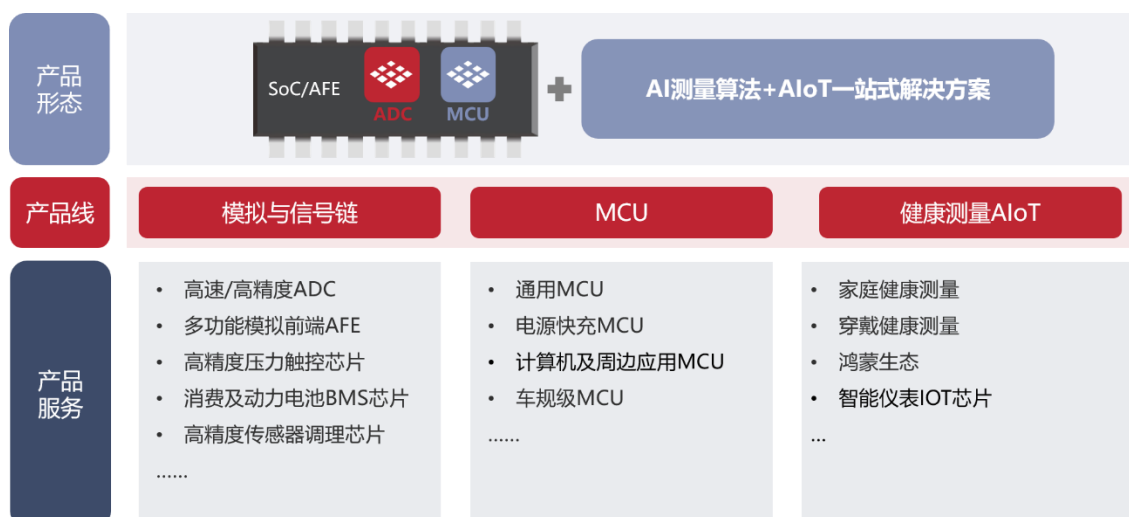 产品
形态
SoC/AFE
ADC
MCU
AI测量算法+AIoT一站式解决方案
产品线
模拟与信号链
MCU
健康测量AIoT
产品
服务
• 高速/高精度ADC
• 多功能模拟前端AFE
• 高精度压力触控芯片
• 消费及动力电池BMS芯片
• 高精度传感器调理芯片
......
• 通用MCU
• 电源快充MCU
• 计算机及周边应用MCU
• 车规级MCU
......
• 家庭健康测量
• 穿戴健康测量
• 鸿蒙生态
• 智能仪表IOT芯片
...